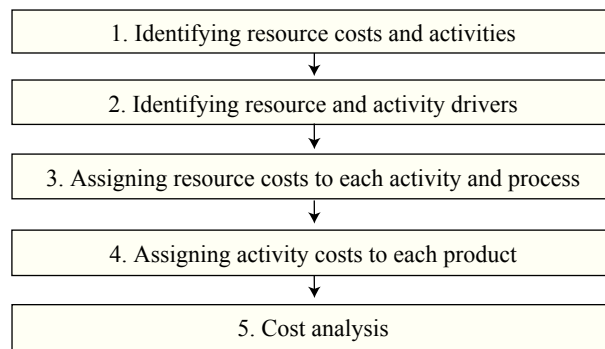 1. Identifying resource costs and activities
2. Identifying resource and activity drivers
3. Assigning resource costs to each activity and process
4. Assigning activity costs to each product
5. Cost analysis